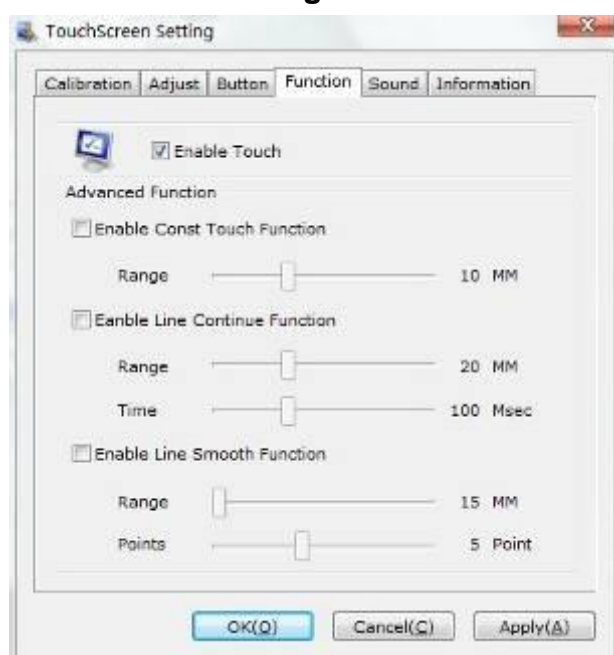 TouchScreen Setting
Calibration Adjust Button Function Sound Information
Enable Touch
Advanced Function
Enable Const Touch Function
Range 10 MM
Eanble Line Continue Function
Range 20 MM
Time 100 Msec
Enable Line Smooth Function
Range 15 MM
Points 5 Point
OK(O) Cancel(C) Apply(A)